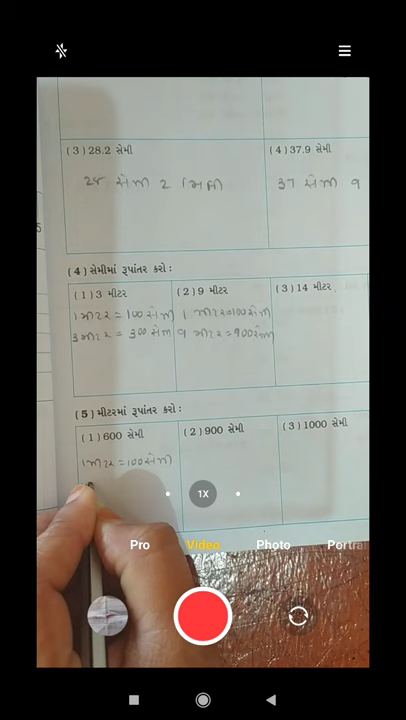 (3) 28.2 સેમી
(4) 37.9 સેમી
28 સેમી 2 મિમી
37 સેમી 9
5
(4) સેમીમાં રૂપાંતર કરો :
(1) 3 મીટર
(2) 9 મીટર
(3) 14 મીટર
1 મીટર = 100 સેમી
1 મીટર=100 સેમી
3 મીટર = 300 સેમી
9 મીટર = 900 સેમી
(5) મીટરમાં રૂપાંતર કરો :
(1) 600 સેમી
(2) 900 સેમી
(3) 1000 સેમી
1 મીટર = 100 સેમી
1X
Pro
Video
Photo
Portrai